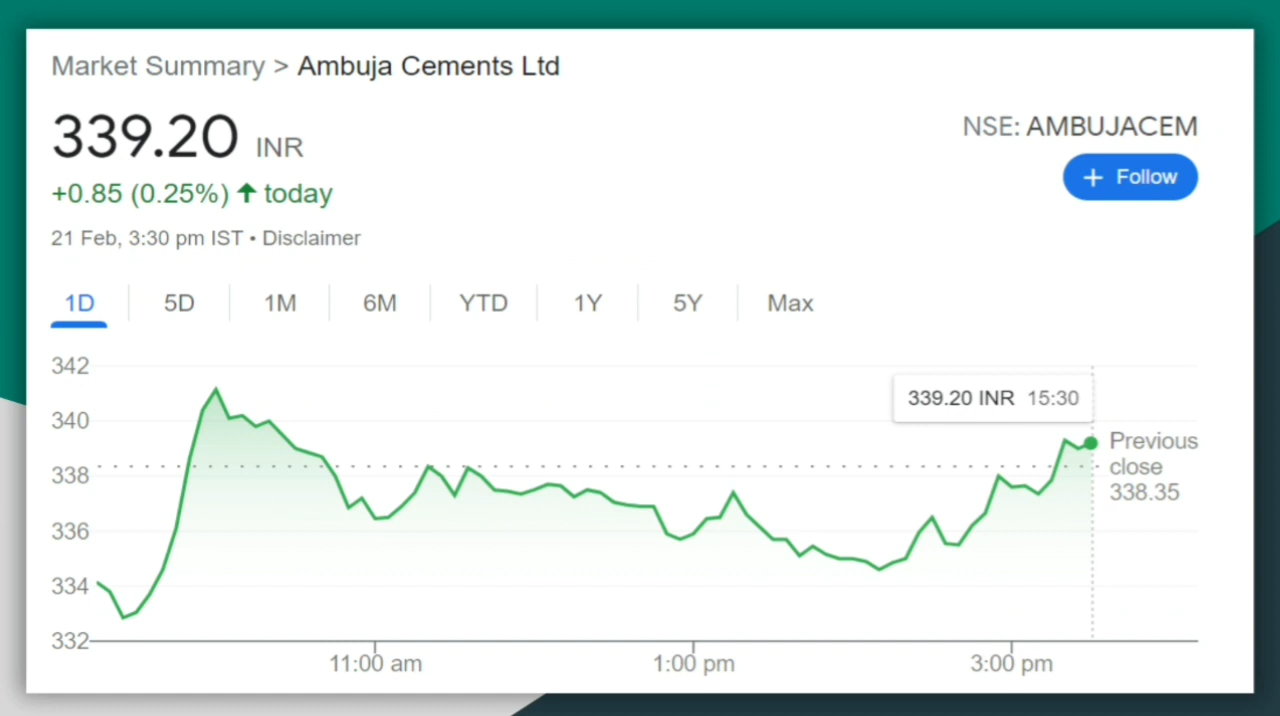 Market Summary > Ambuja Cements Ltd
339.20 INR
NSE: AMBUJACEM
+ Follow
+0.85 (0.25%) ↑ today
21 Feb, 3:30 pm IST • Disclaimer
1D 5D 1M 6M YTD 1Y 5Y Max
342
339.20 INR 15:30
340
Previous
close
338.35
338
336
334
332
11:00 am 1:00 pm 3:00 pm